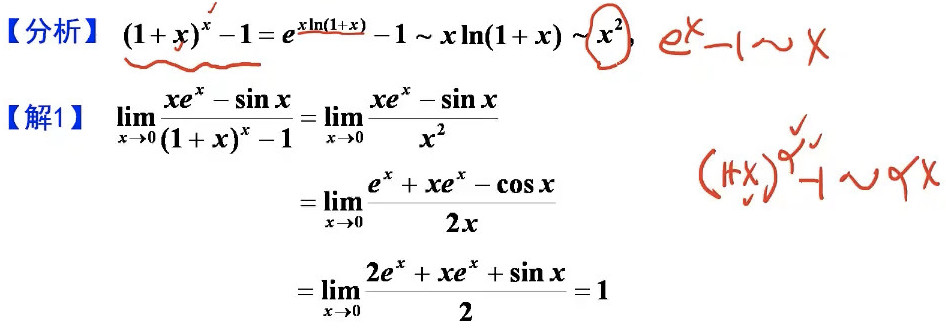 【分析】 (1+x)^x − 1 = e^{xln(1+x)} − 1 ~ x ln(1+x) ~ x², e^x − 1 ~ x
【解1】 lim_{x→0} (xe^x − sin x)/((1+x)^x − 1) = lim_{x→0} (xe^x − sin x)/x²
(1+x)^α − 1 ~ αx
= lim_{x→0} (e^x + xe^x − cos x)/(2x)
= lim_{x→0} (2e^x + xe^x + sin x)/2 = 1